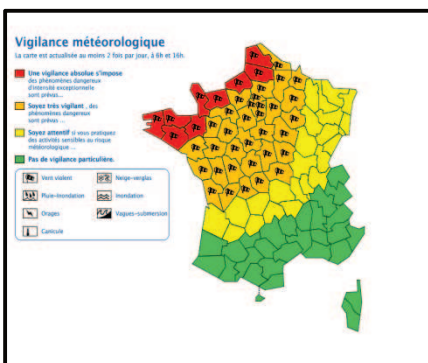 Vigilance météorologique
La carte est actualisée au moins 2 fois par jour, à 6h et 16h.
Une vigilance absolue s'impose
des phénomènes dangereux
d'intensité exceptionnelle
sont prévus...
Soyez très vigilant, des
phénomènes dangereux
sont prévus ...
Soyez attentif si vous pratiquez
des activités sensibles au risque
météorologique ...
Pas de vigilance particulière.
Vent violent
Neige-verglas
Pluie-Inondation
Inondation
Orages
Vagues-submersion
Canicule